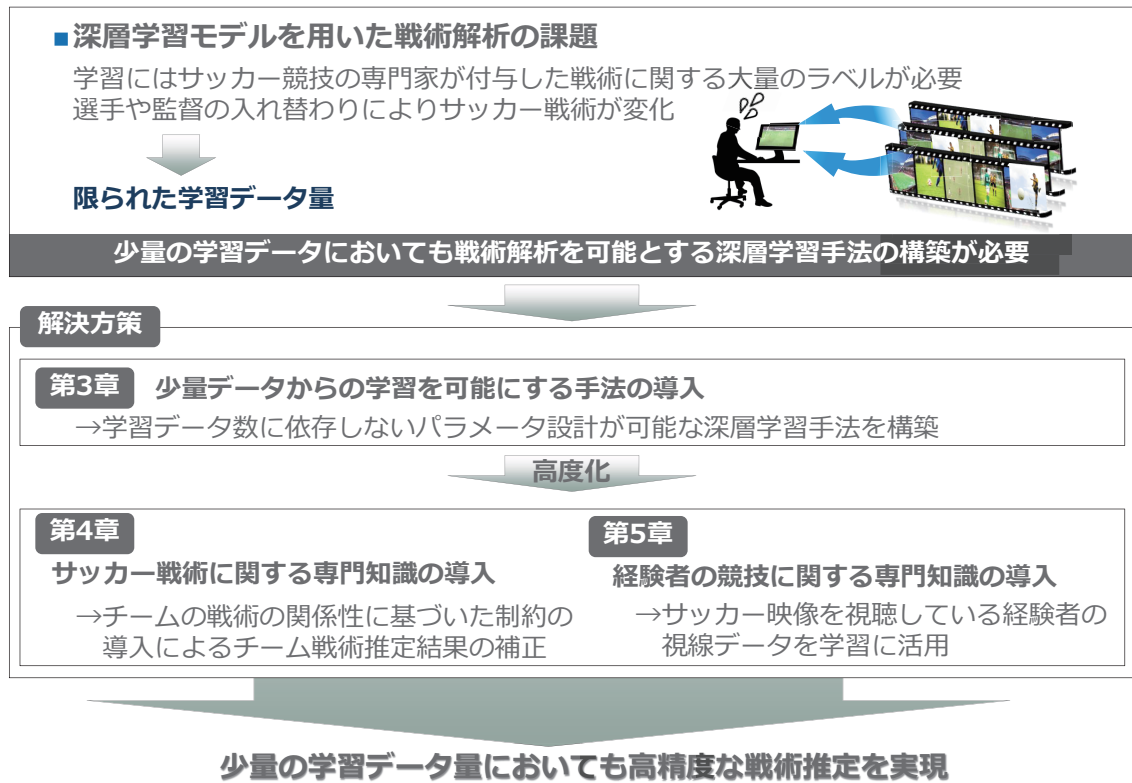 ■深層学習モデルを用いた戦術解析の課題
学習にはサッカー競技の専門家が付与した戦術に関する大量のラベルが必要
選手や監督の入れ替わりによりサッカー戦術が変化
限られた学習データ量
少量の学習データにおいても戦術解析を可能とする深層学習手法の構築が必要
解決方策
第3章 少量データからの学習を可能にする手法の導入
→学習データ数に依存しないパラメータ設計が可能な深層学習手法を構築
高度化
第4章
サッカー戦術に関する専門知識の導入
→チームの戦術の関係性に基づいた制約の
導入によるチーム戦術推定結果の補正
第5章
経験者の競技に関する専門知識の導入
→サッカー映像を視聴している経験者の
視線データを学習に活用
少量の学習データ量においても高精度な戦術推定を実現